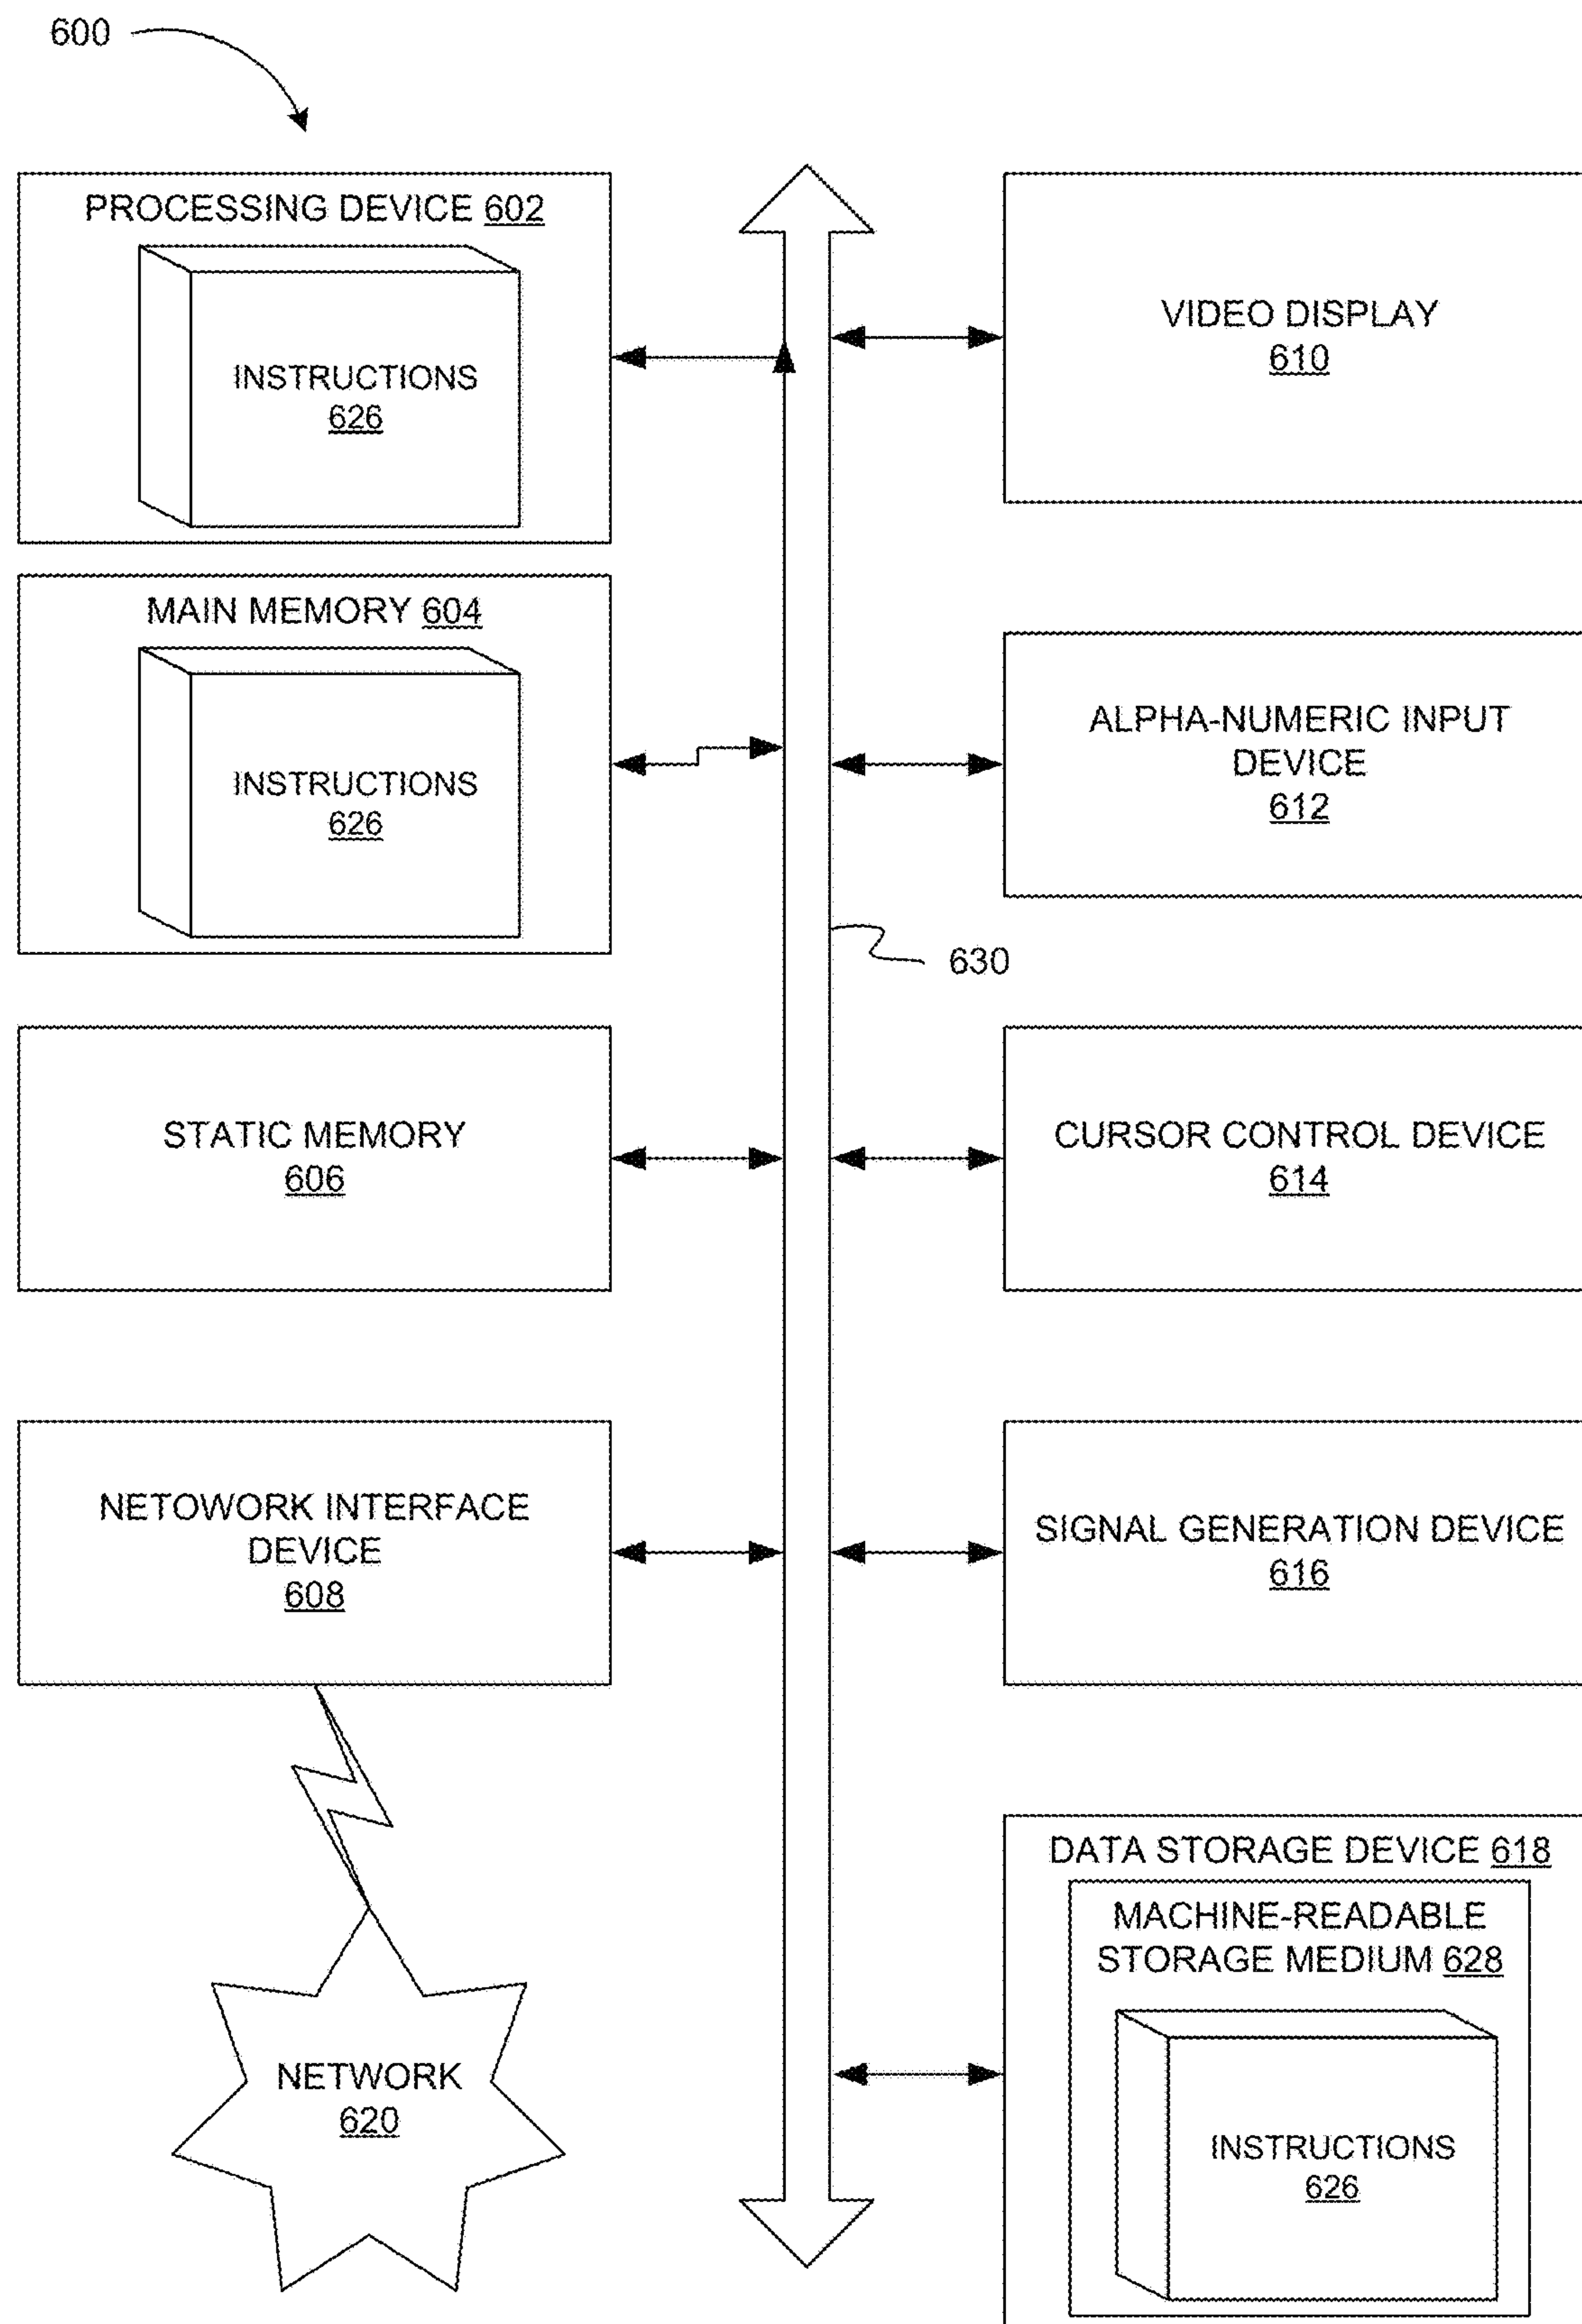 600
PROCESSING DEVICE 602
INSTRUCTIONS
626
MAIN MEMORY 604
INSTRUCTIONS
626
STATIC MEMORY
606
NETOWORK INTERFACE
DEVICE
608
NETWORK
620
630
VIDEO DISPLAY
610
ALPHA-NUMERIC INPUT
DEVICE
612
CURSOR CONTROL DEVICE
614
SIGNAL GENERATION DEVICE
616
DATA STORAGE DEVICE 618
MACHINE-READABLE
STORAGE MEDIUM 628
INSTRUCTIONS
626